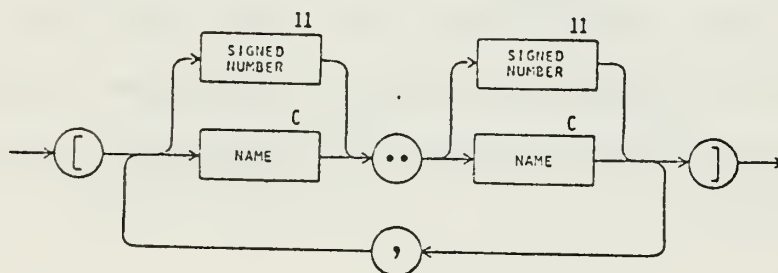 11 11
SIGNED NUMBER SIGNED NUMBER
C C
[ NAME .. NAME ]
,